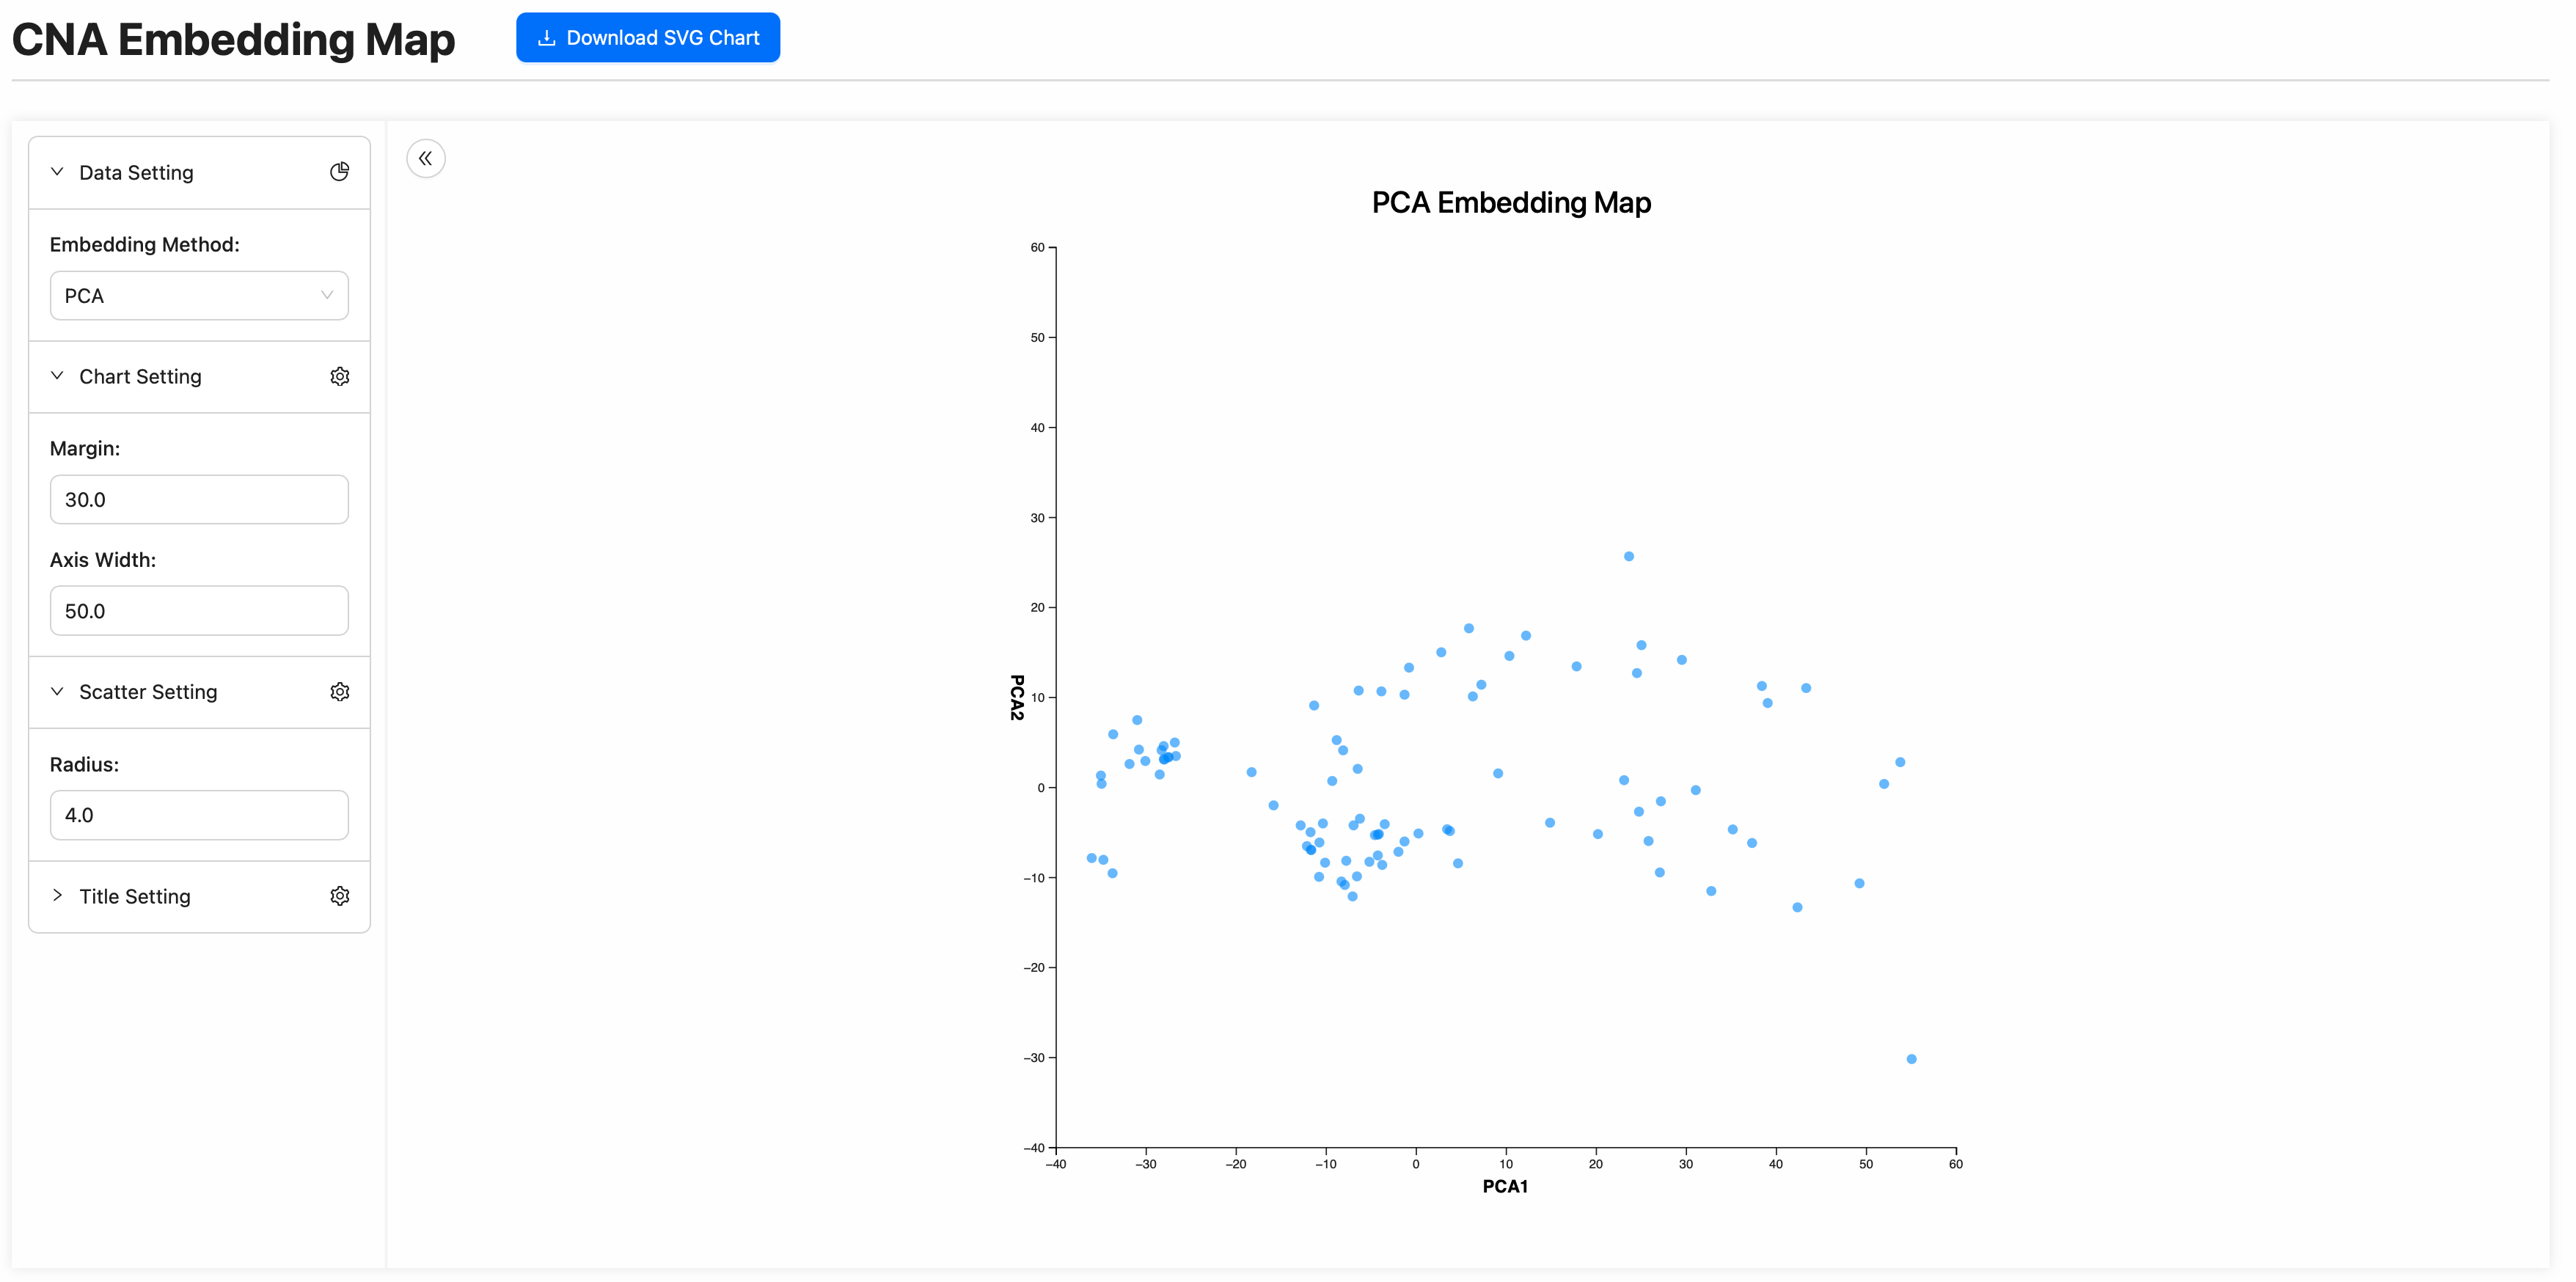 CNA Embedding Map
Download SVG Chart
Data Setting
Embedding Method:
PCA
Chart Setting
Margin:
30.0
Axis Width:
50.0
Scatter Setting
Radius:
4.0
Title Setting
PCA Embedding Map
60
50
40
30
20
10
0
−10
−20
−30
−40
PCA2
−40 −30 −20 −10 0 10 20 30 40 50 60
PCA1